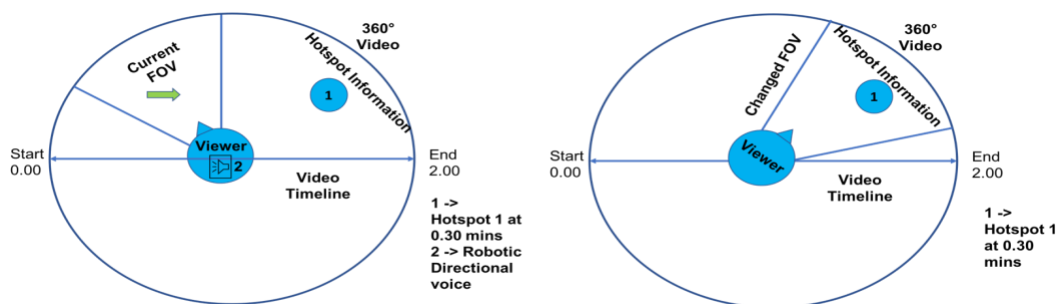 Current
FOV
360°
Video
Hotspot Information
1
Viewer
2
Start
0.00
End
2.00
Video
Timeline
1 ->
Hotspot 1 at
0.30 mins
2 -> Robotic
Directional
voice
Changed FOV
360°
Video
Hotspot Information
1
Viewer
Start
0.00
End
2.00
Video
Timeline
1 ->
Hotspot 1
at 0.30
mins